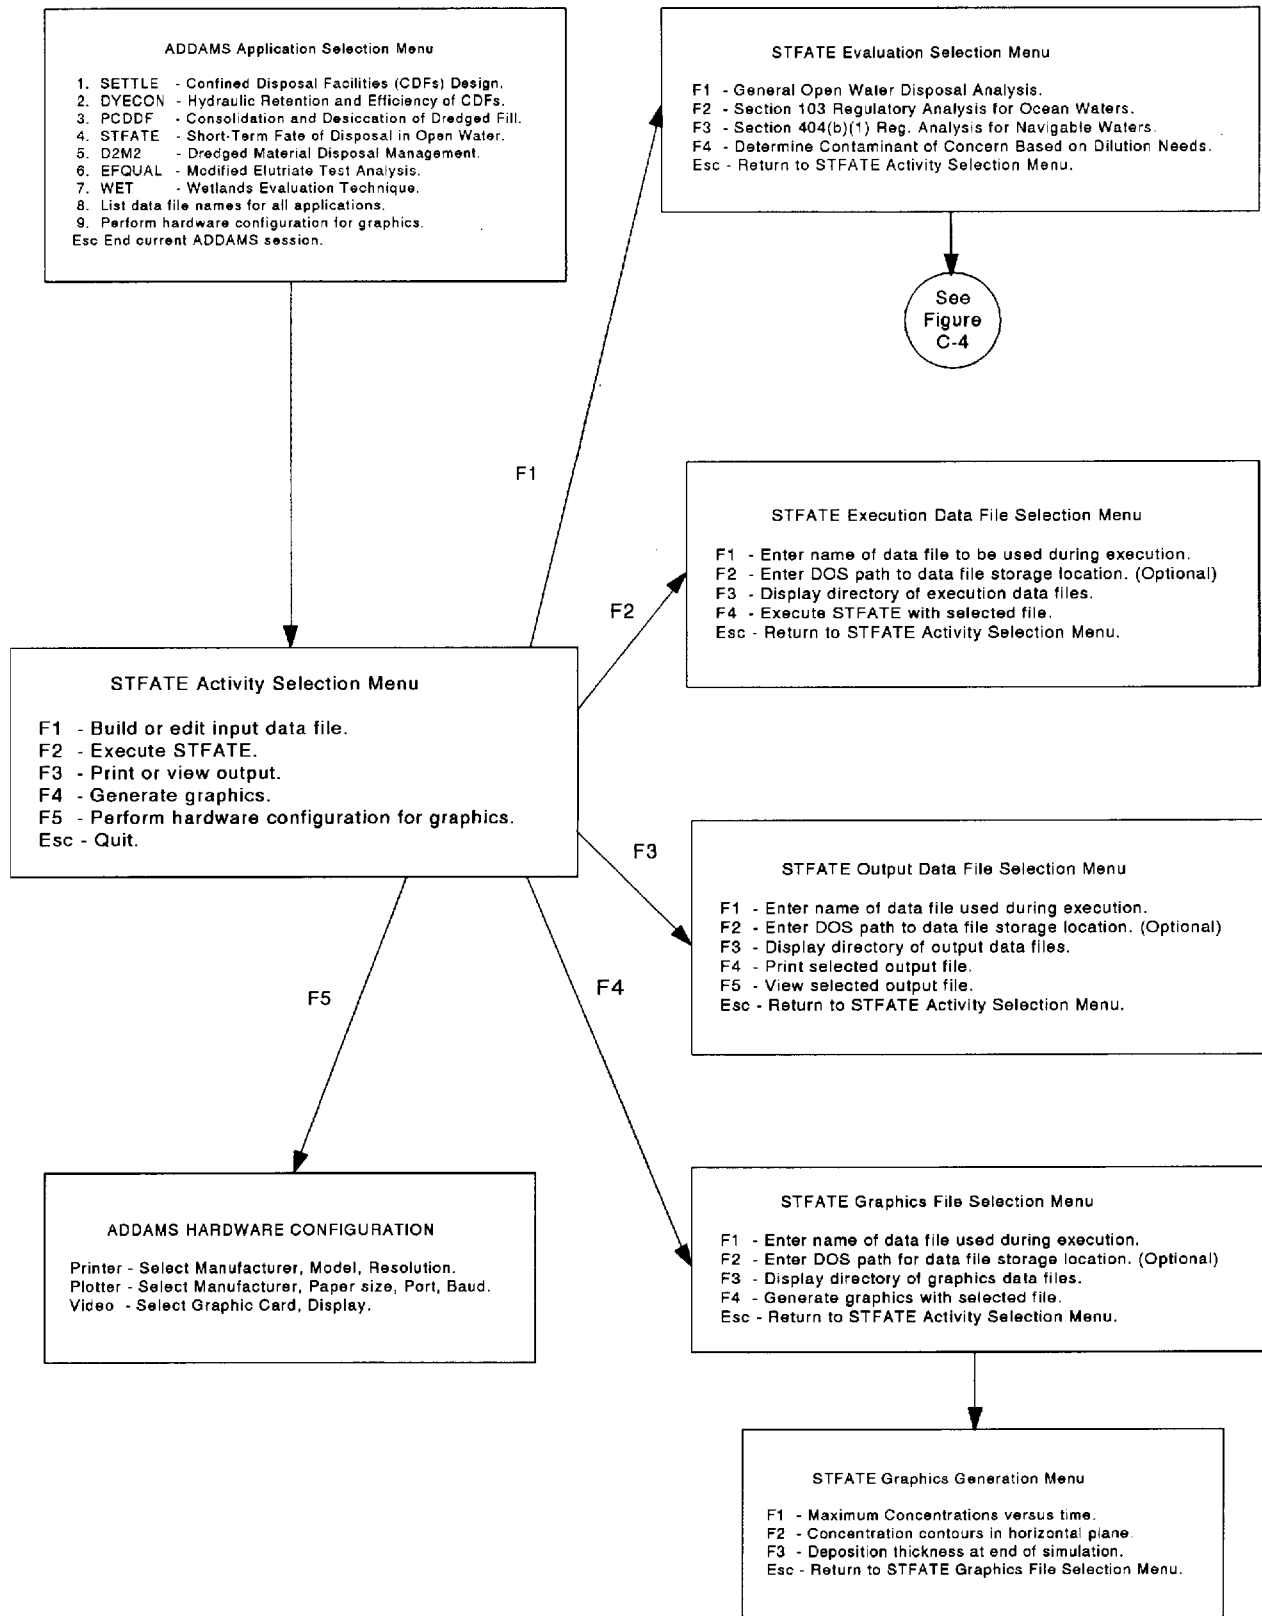 ADDAMS Application Selection Menu
1. SETTLE - Confined Disposal Facilities (CDFs) Design.
2. DYECON - Hydraulic Retention and Efficiency of CDFs.
3. PCDDF - Consolidation and Desiccation of Dredged Fill.
4. STFATE - Short-Term Fate of Disposal in Open Water.
5. D2M2 - Dredged Material Disposal Management.
6. EFQUAL - Modified Elutriate Test Analysis.
7. WET - Wetlands Evaluation Technique.
8. List data file names for all applications.
9. Perform hardware configuration for graphics.
Esc End current ADDAMS session.
STFATE Evaluation Selection Menu
F1 - General Open Water Disposal Analysis.
F2 - Section 103 Regulatory Analysis for Ocean Waters.
F3 - Section 404(b)(1) Reg. Analysis for Navigable Waters.
F4 - Determine Contaminant of Concern Based on Dilution Needs.
Esc - Return to STFATE Activity Selection Menu.
See
Figure
C-4
F1
STFATE Execution Data File Selection Menu
F1 - Enter name of data file to be used during execution.
F2 - Enter DOS path to data file storage location. (Optional)
F3 - Display directory of execution data files.
F4 - Execute STFATE with selected file.
Esc - Return to STFATE Activity Selection Menu.
F2
STFATE Activity Selection Menu
F1 - Build or edit input data file.
F2 - Execute STFATE.
F3 - Print or view output.
F4 - Generate graphics.
F5 - Perform hardware configuration for graphics.
Esc - Quit.
F3
STFATE Output Data File Selection Menu
F1 - Enter name of data file used during execution.
F2 - Enter DOS path to data file storage location. (Optional)
F3 - Display directory of output data files.
F4 - Print selected output file.
F5 - View selected output file.
Esc - Return to STFATE Activity Selection Menu.
F5
F4
ADDAMS HARDWARE CONFIGURATION
Printer - Select Manufacturer, Model, Resolution.
Plotter - Select Manufacturer, Paper size, Port, Baud.
Video - Select Graphic Card, Display.
STFATE Graphics File Selection Menu
F1 - Enter name of data file used during execution.
F2 - Enter DOS path for data file storage location. (Optional)
F3 - Display directory of graphics data files.
F4 - Generate graphics with selected file.
Esc - Return to STFATE Activity Selection Menu.
STFATE Graphics Generation Menu
F1 - Maximum Concentrations versus time.
F2 - Concentration contours in horizontal plane.
F3 - Deposition thickness at end of simulation.
Esc - Return to STFATE Graphics File Selection Menu.